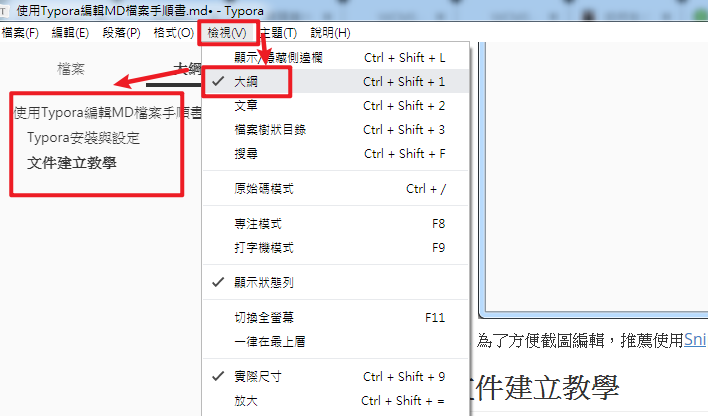 使用Typora編輯MD檔案手順書.md• - Typora
檔案(F) 編輯(E) 段落(P) 格式(O) 檢視(V) 主題(T) 說明(H)
檔案 大綱
使用Typora編輯MD檔案手順書
Typora安裝與設定
文件建立教學
顯示/隱藏側邊欄 Ctrl + Shift + L
大綱 Ctrl + Shift + 1
文章 Ctrl + Shift + 2
檔案樹狀目錄 Ctrl + Shift + 3
搜尋 Ctrl + Shift + F
原始碼模式 Ctrl + /
專注模式 F8
打字機模式 F9
顯示狀態列
切換全螢幕 F11
一律在最上層
實際尺寸 Ctrl + Shift + 9
放大 Ctrl + Shift + =
為了方便截圖編輯，推薦使用Sni
文件建立教學